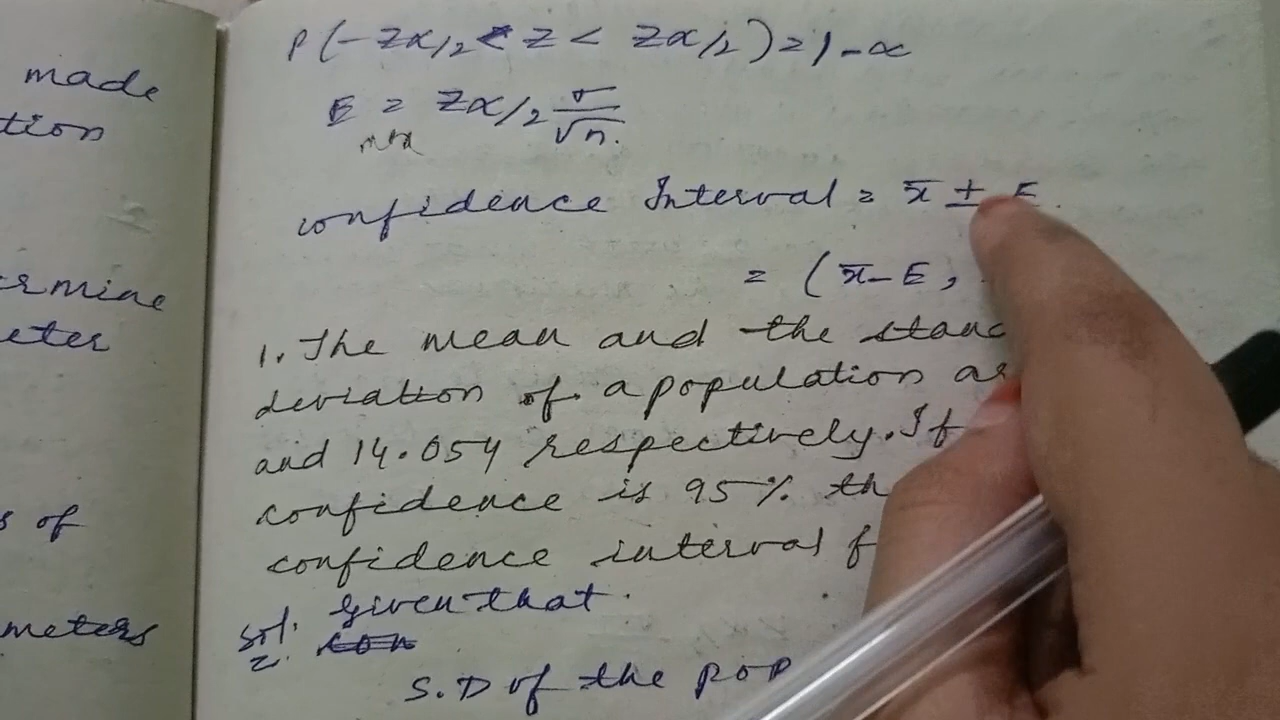 made
tion
ermine
eter
s of
meters
P(-Zα/2 < Z < Zα/2) = 1-α
E max = Zα/2 σ/√n.
confidence Interval = x̄ ± E.
= (x̄-E,
1. The mean and the stand
deviation of a population ar
and 14.054 respectively. If
confidence is 95% th
confidence interval f
Sol: Given that.
S.D of the pop